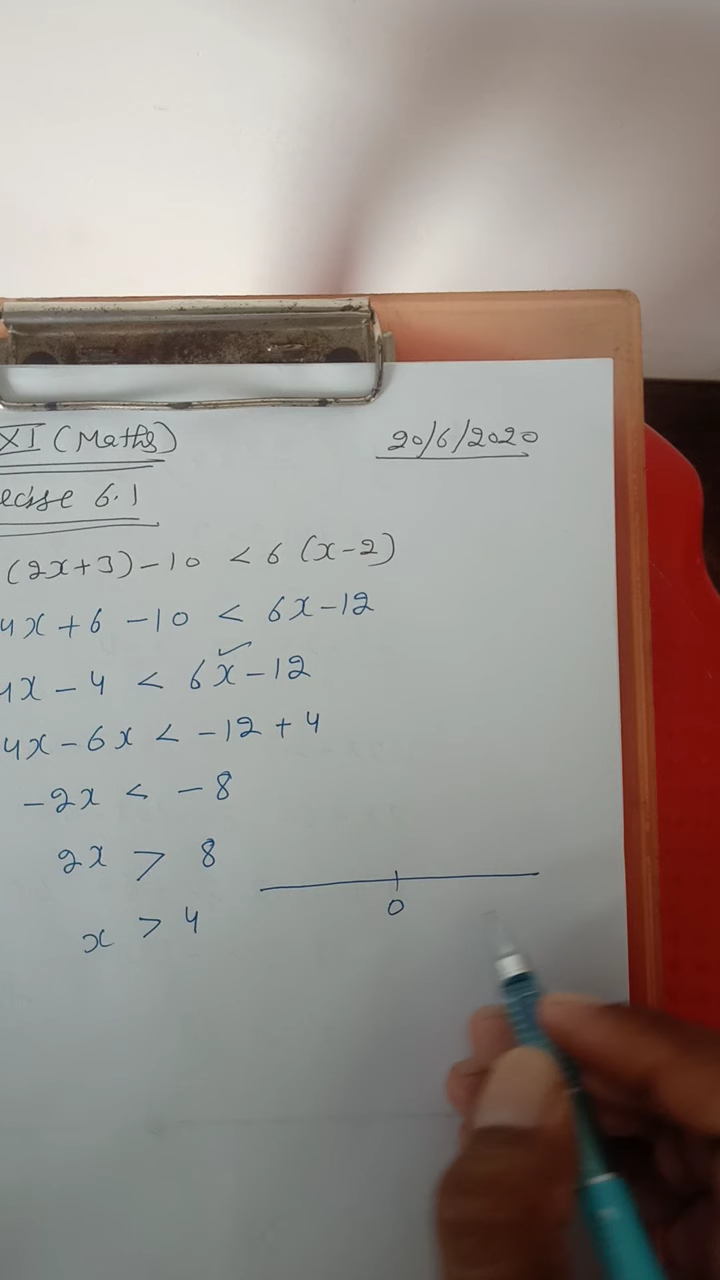 XI (Maths) 20/6/2020
ecise 6.1
(2x+3)-10 < 6 (x-2)
4x + 6 - 10 < 6x-12
4x - 4 < 6x - 12
4x - 6x < -12 + 4
-2x < -8
2x > 8
x > 4
0